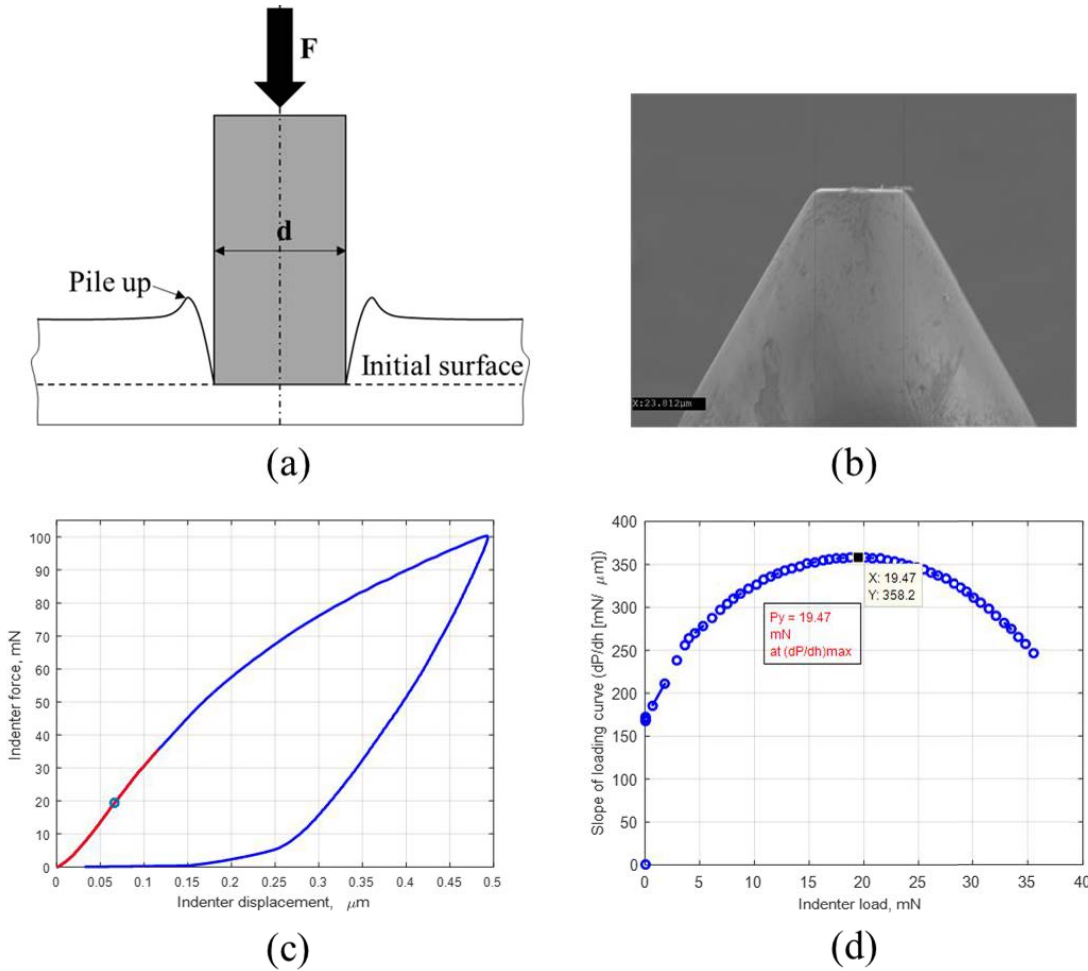 F
d
Pile up
Initial surface
(a)
X:23.812µm
(b)
100
90
80
70
60
50
40
30
20
10
0
Indenter force, mN
0 0.05 0.1 0.15 0.2 0.25 0.3 0.35 0.4 0.45 0.5
Indenter displacement, μm
(c)
400
350
300
250
200
150
100
50
0
Slope of loading curve (dP/dh [mN/ μm])
X: 19.47
Y: 358.2
Py = 19.47
mN
at (dP/dh)max
0 5 10 15 20 25 30 35 40
Indenter load, mN
(d)